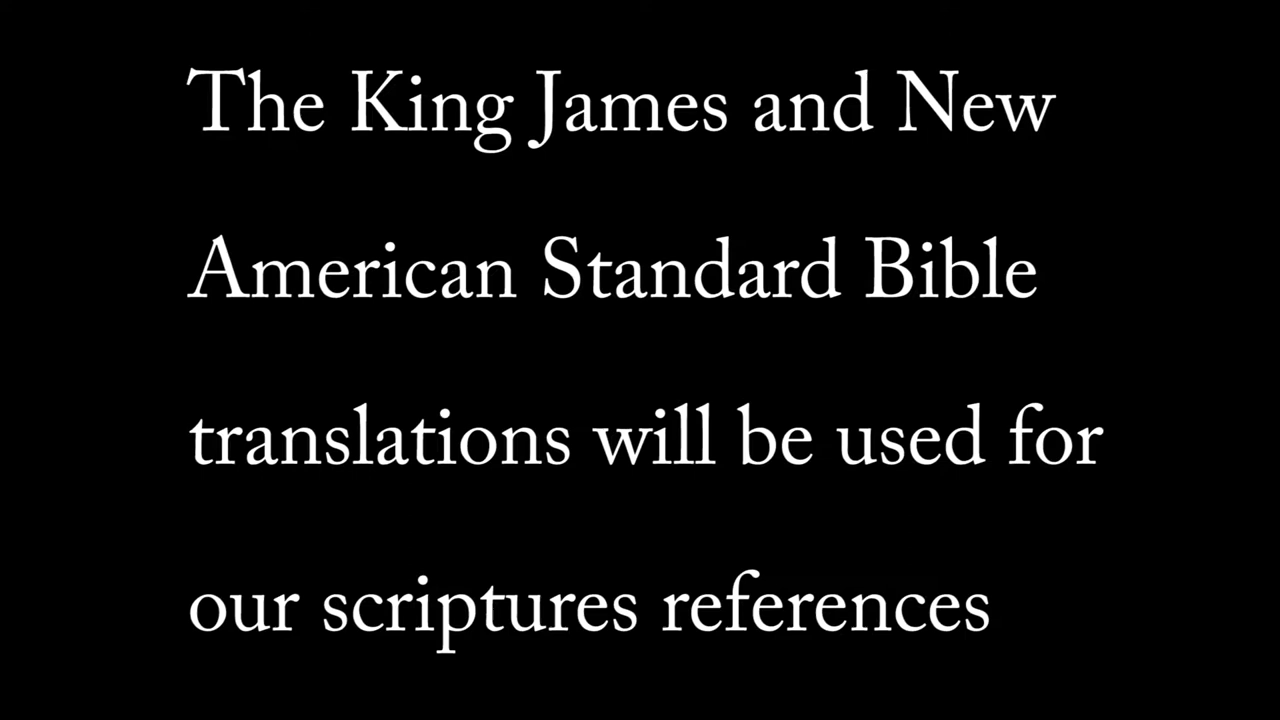 The King James and New
American Standard Bible
translations will be used for
our scriptures references